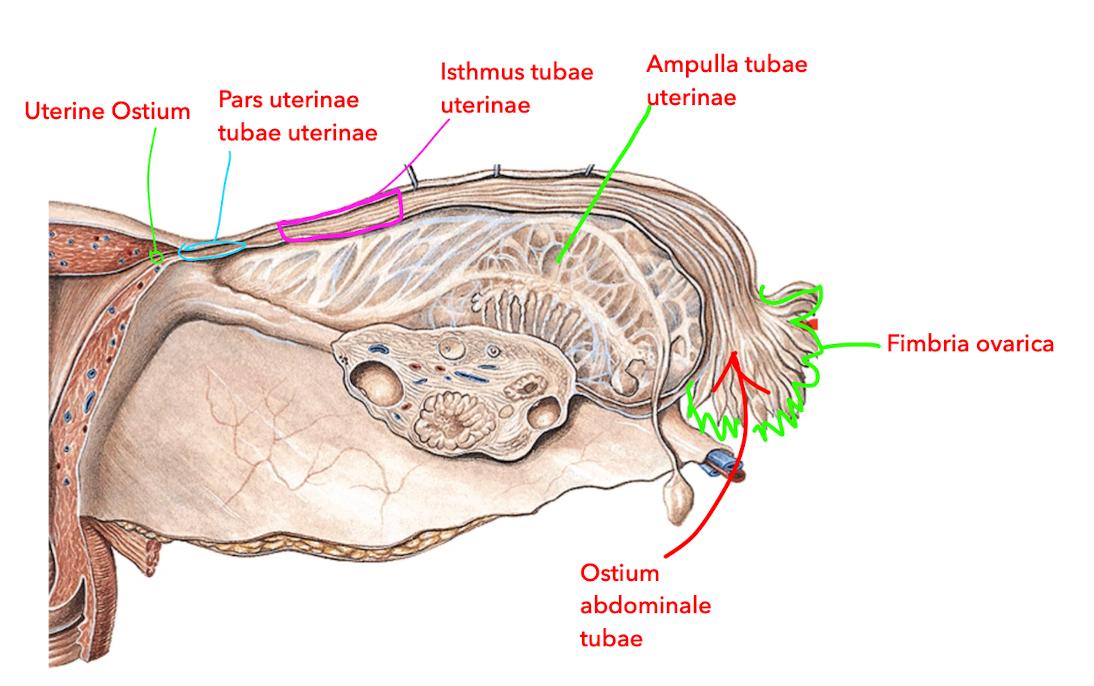 Uterine Ostium
Pars uterinae
tubae uterinae
Isthmus tubae
uterinae
Ampulla tubae
uterinae
Fimbria ovarica
Ostium
abdominale
tubae